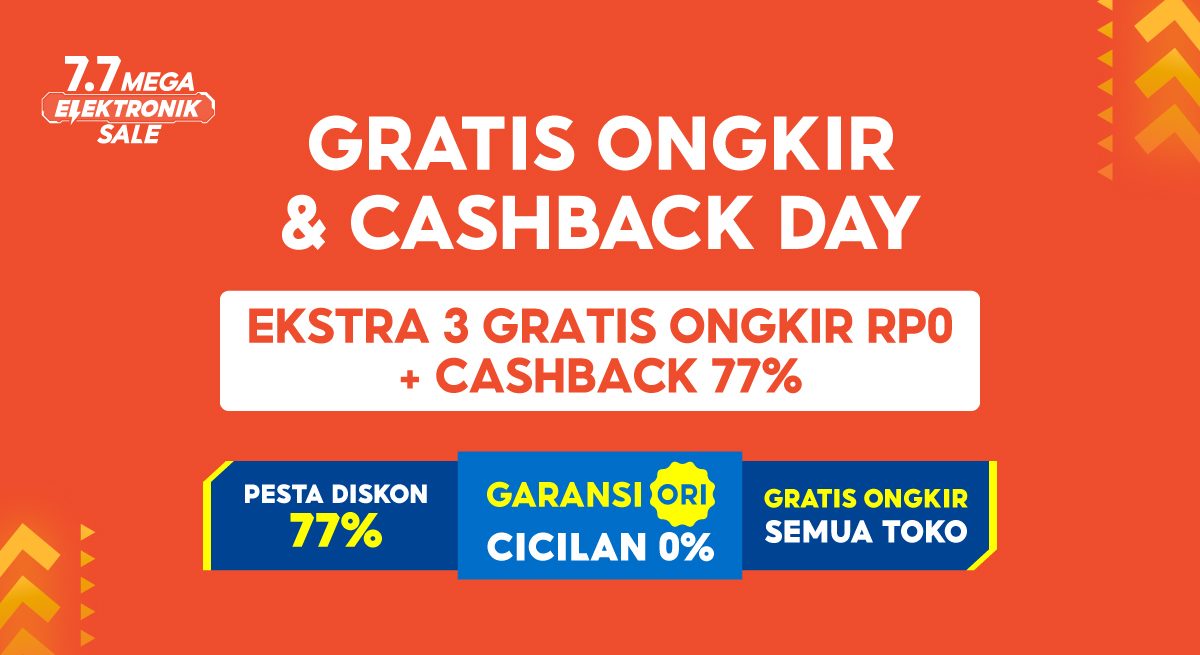 7.7 MEGA
ELEKTRONIK
SALE
GRATIS ONGKIR
& CASHBACK DAY
EKSTRA 3 GRATIS ONGKIR RP0
+ CASHBACK 77%
PESTA DISKON
77%
GARANSI ORI
CICILAN 0%
GRATIS ONGKIR
SEMUA TOKO